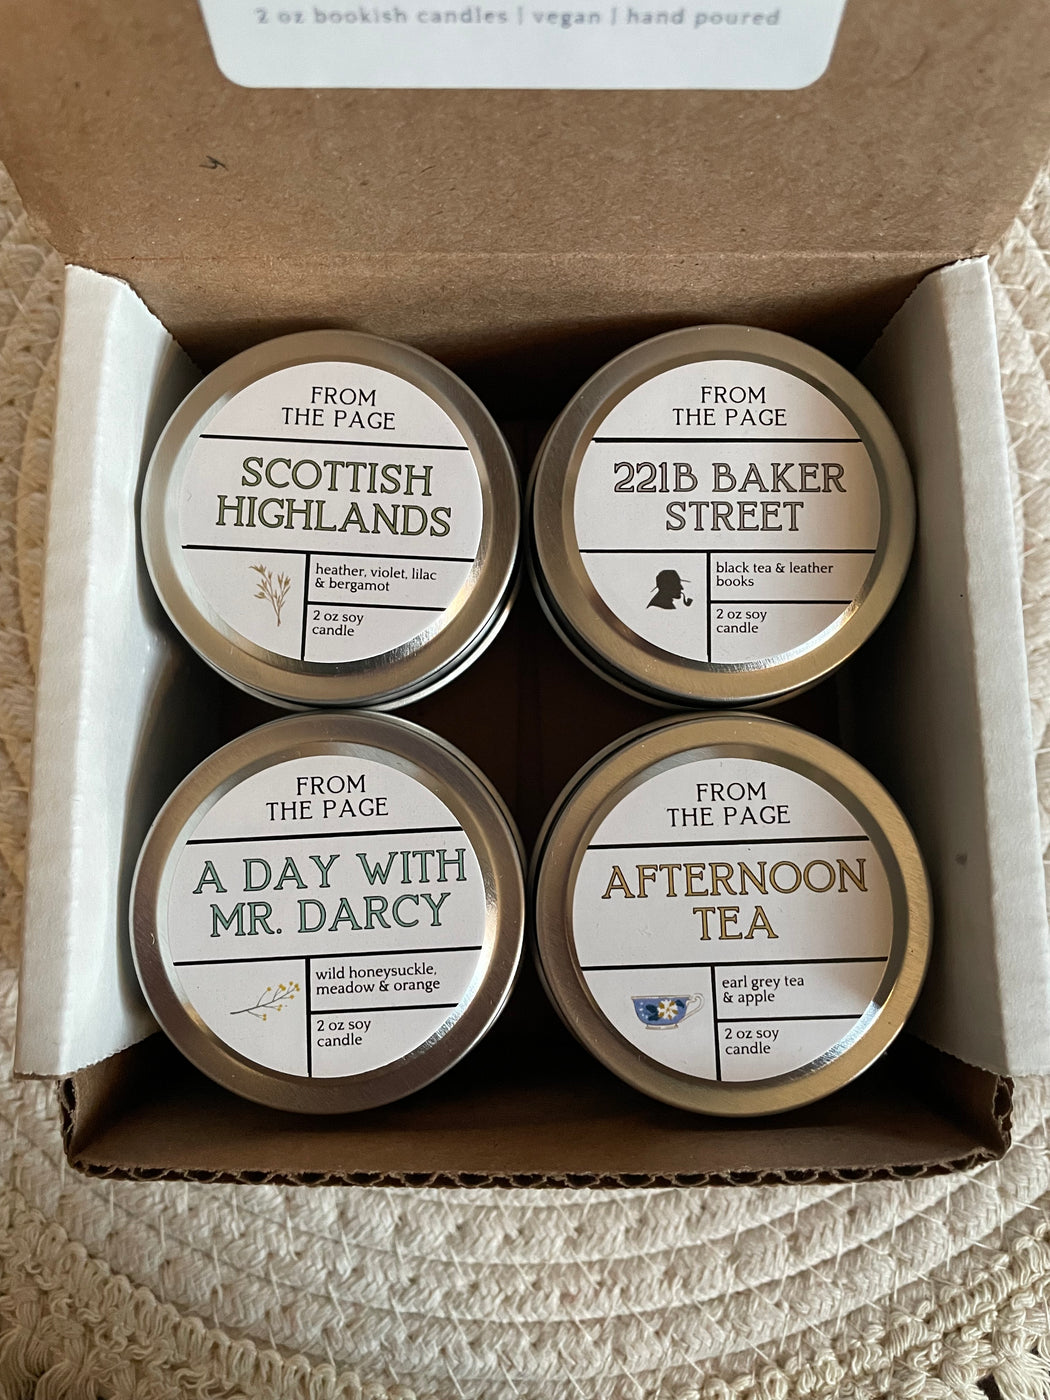 2 oz bookish candles | vegan | hand poured
FROM
THE PAGE
SCOTTISH
HIGHLANDS
heather, violet, lilac
& bergamot
2 oz soy
candle
FROM
THE PAGE
221B BAKER
STREET
black tea & leather
books
2 oz soy
candle
FROM
THE PAGE
A DAY WITH
MR. DARCY
wild honeysuckle,
meadow & orange
2 oz soy
candle
FROM
THE PAGE
AFTERNOON
TEA
earl grey tea
& apple
2 oz soy
candle